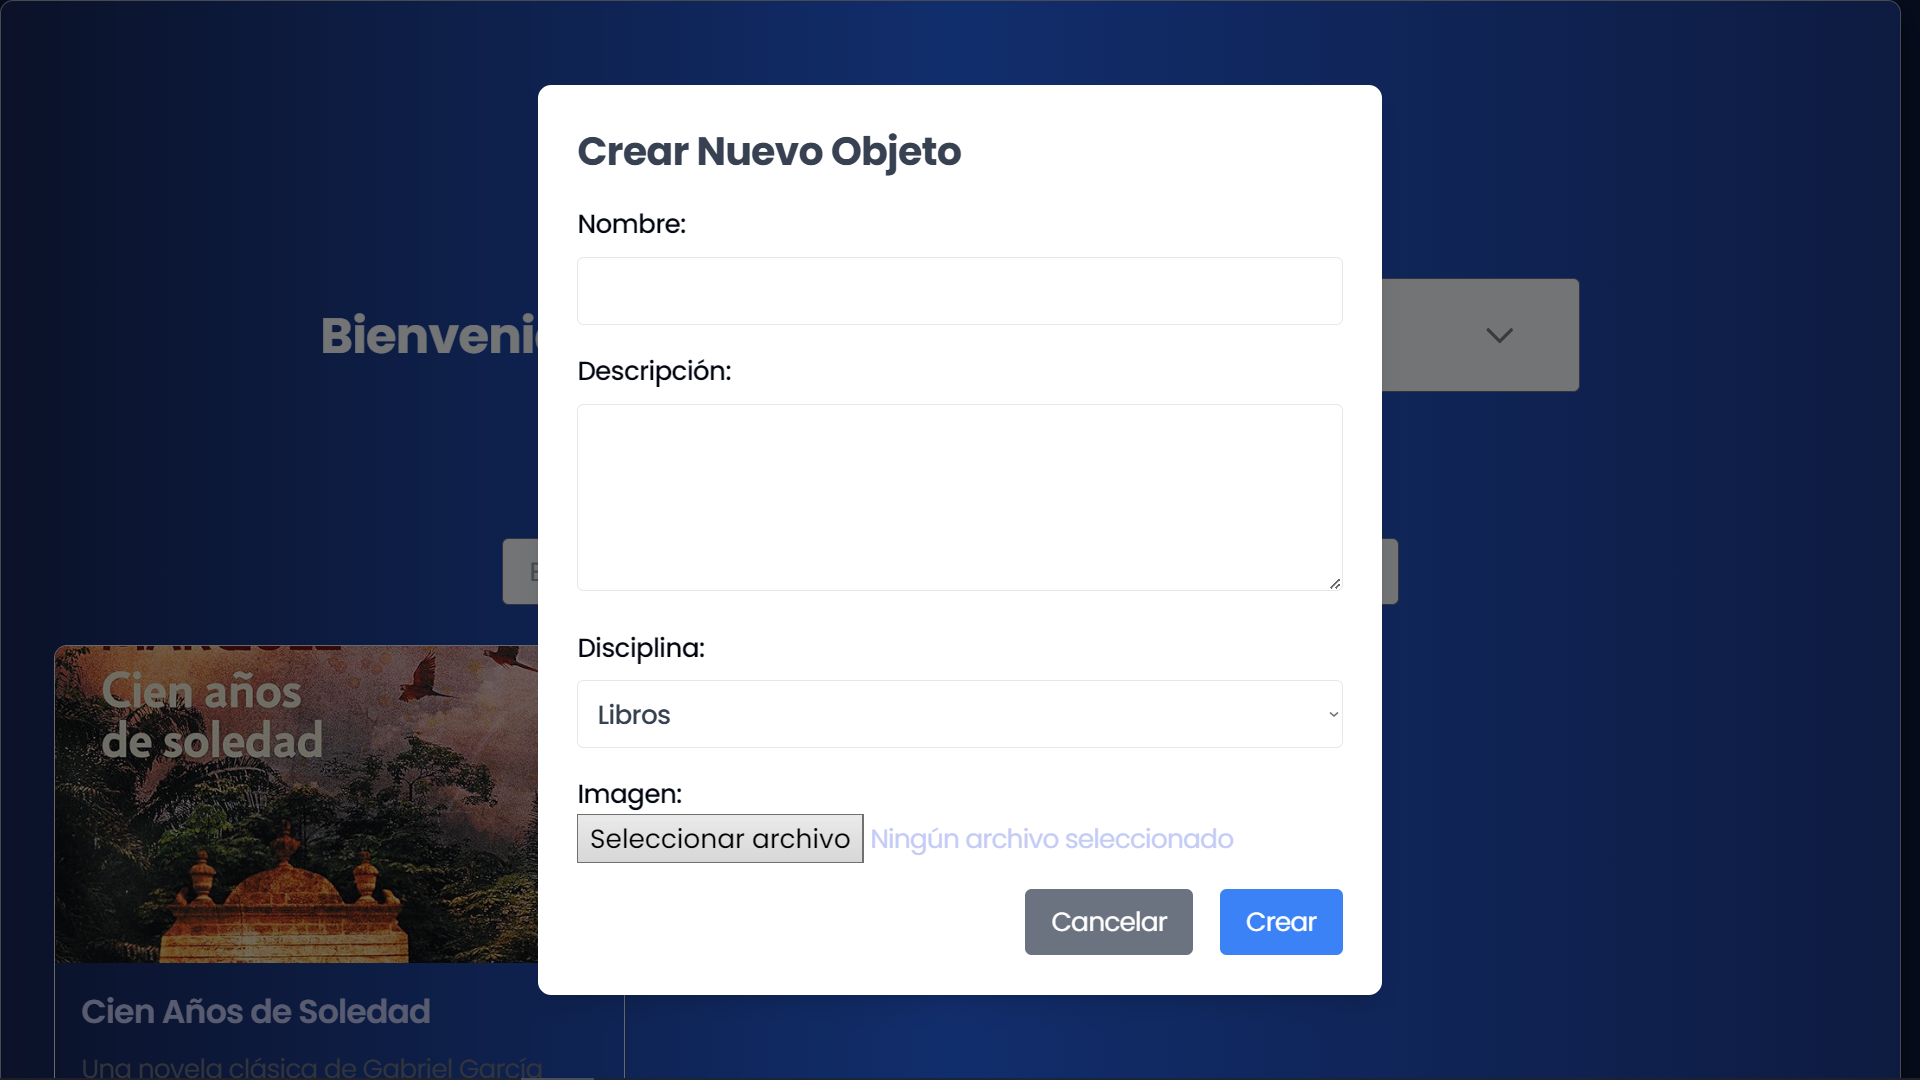 Crear Nuevo Objeto
Nombre:
Bienveni
Descripción:
Disciplina:
Libros
Cien años
de soledad
Imagen:
Seleccionar archivo Ningún archivo seleccionado
Cancelar Crear
Cien Años de Soledad
Una novela clásica de Gabriel García